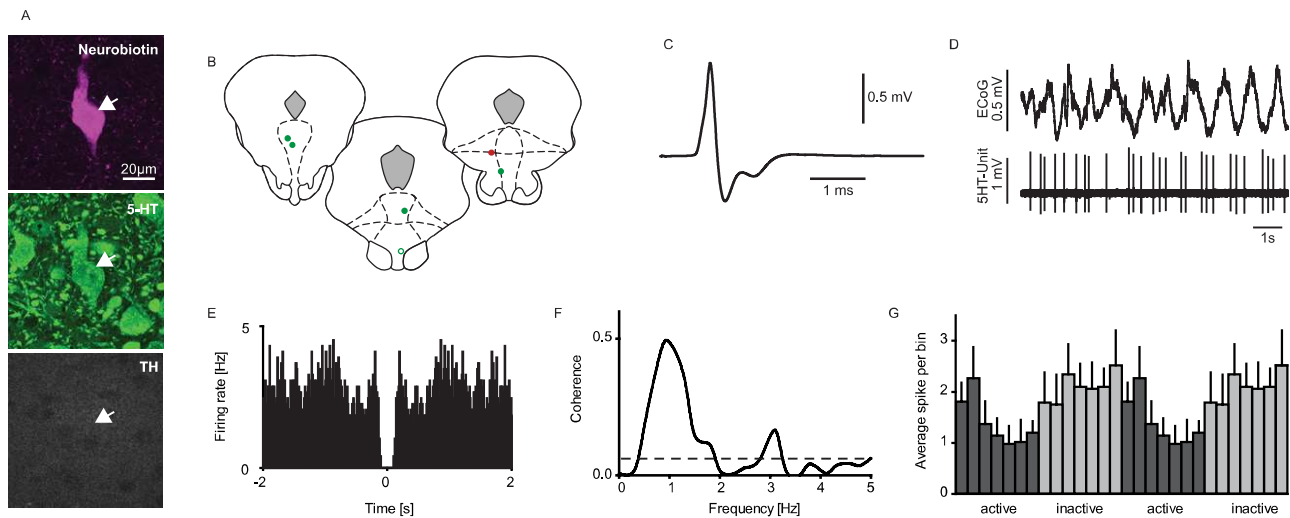 A
Neurobiotin
20µm
5-HT
TH
B
C
0.5 mV
1 ms
D
ECoG
0.5 mV
5HT-Unit
1 mV
1s
E
5
Firing rate [Hz]
0
-2
0
2
Time [s]
F
0.5
Coherence
0.0
0
1
2
3
4
5
Frequency [Hz]
G
3
2
1
0
Average spike per bin
active
inactive
active
inactive